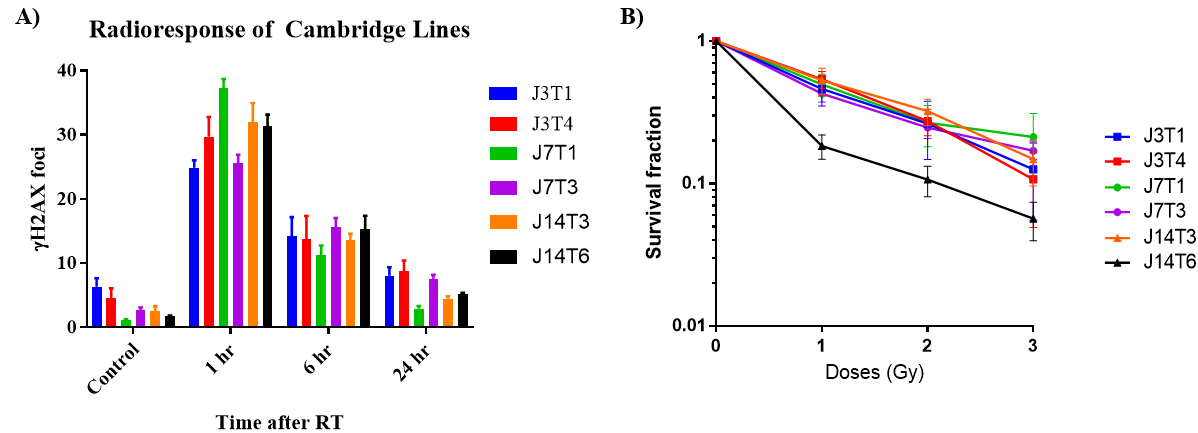 A)
Radioresponse of Cambridge Lines
γH2AX foci
40
30
20
10
0
Control
1 hr
6 hr
24 hr
Time after RT
J3T1
J3T4
J7T1
J7T3
J14T3
J14T6
B)
Survival fraction
1
0.1
0.01
0
1
2
3
Doses (Gy)
J3T1
J3T4
J7T1
J7T3
J14T3
J14T6